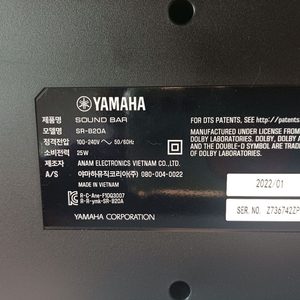 YAMAHA
제품명 SOUND BAR
모델명 SR-B20A
정격전압 100-240V~ 50/60Hz
소비전력 25W
제조자 ANAM ELECTRONICS VIETNAM CO., LTD.
A/S 야마하뮤직코리아(주) 080-004-0022
MADE IN VIETNAM
R-C-Ane-F10Q3007
R-R-ymk-SR-B20A
YAMAHA CORPORATION
FOR DTS PATENTS, SEE http://patents
MANUFACTURED UNDER LICENSE FROM
DOLBY LABORATORIES. DOLBY, DOLBY A
AND THE DOUBLE-D SYMBOL ARE TRADEM
OF DOLBY LABORATORIES.
2022/01
SER. NO. Z736742ZP